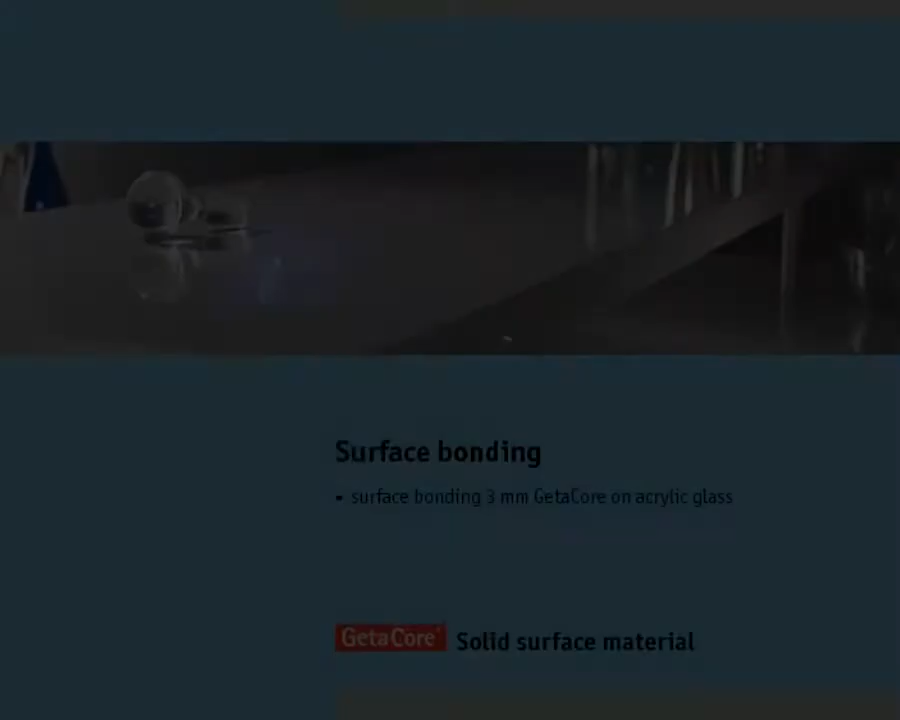 Surface bonding
▪ surface bonding 3 mm GetaCore on acrylic glass
GetaCore® Solid surface material